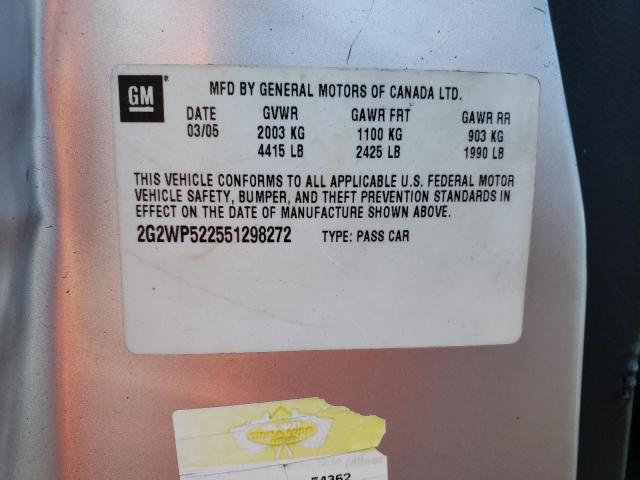 GM
MFD BY GENERAL MOTORS OF CANADA LTD.
DATE GVWR GAWR FRT GAWR RR
03/05 2003 KG 1100 KG 903 KG
4415 LB 2425 LB 1990 LB
THIS VEHICLE CONFORMS TO ALL APPLICABLE U.S. FEDERAL MOTOR
VEHICLE SAFETY, BUMPER, AND THEFT PREVENTION STANDARDS IN
EFFECT ON THE DATE OF MANUFACTURE SHOWN ABOVE.
2G2WP522551298272 TYPE: PASS CAR
54362